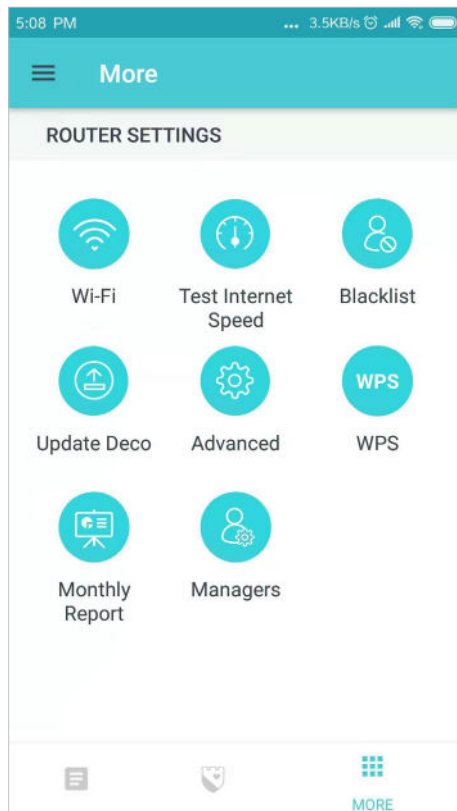 5:08 PM ... 3.5KB/s
More
ROUTER SETTINGS
Wi-Fi
Test Internet
Speed
Blacklist
Update Deco
Advanced
WPS
WPS
Monthly
Report
Managers
MORE